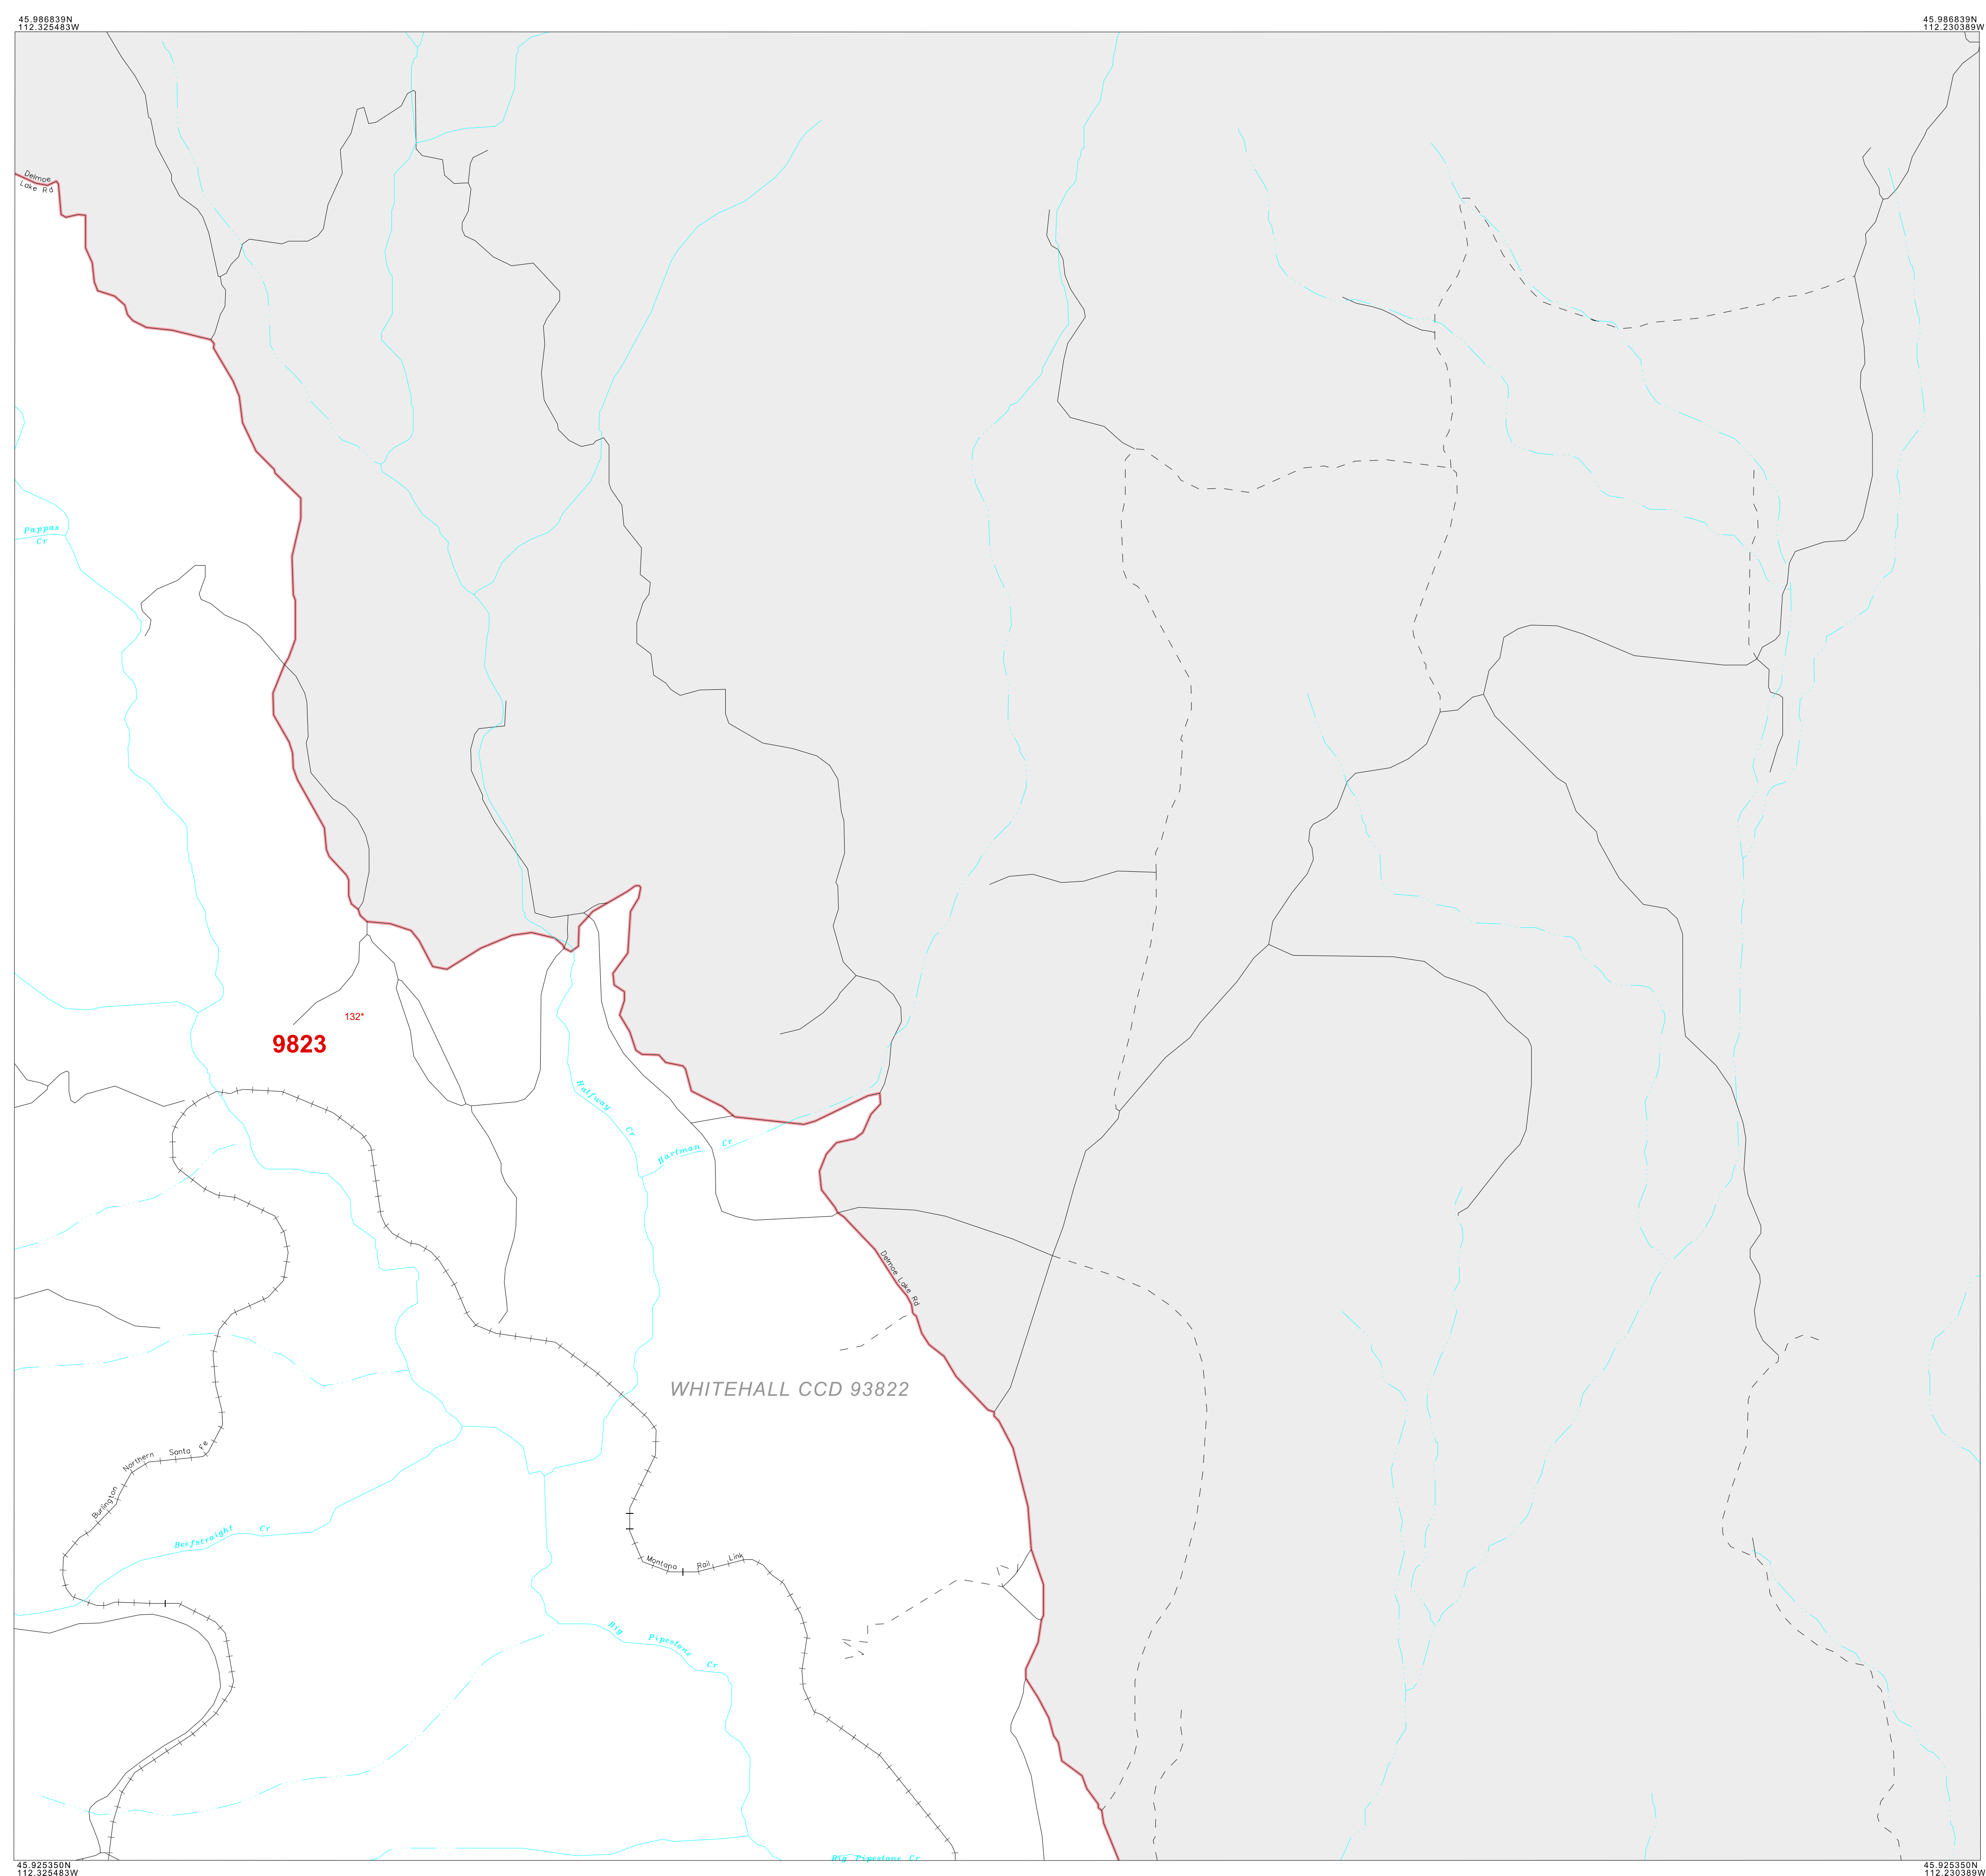 45.986839N
112.325483W
45.986839N
112.230389W
Delmoe
Lake Rd
Pappas
Cr
132*
9823
Halfway
Cr
Hartman Cr
Delmoe Lake Rd
WHITEHALL CCD 93822
Burlington Northern Santa Fe
Beefstraight Cr
Montana Rail Link
Big Pipestone Cr
Big Pipestone Cr
45.925350N
112.325483W
45.925350N
112.230389W